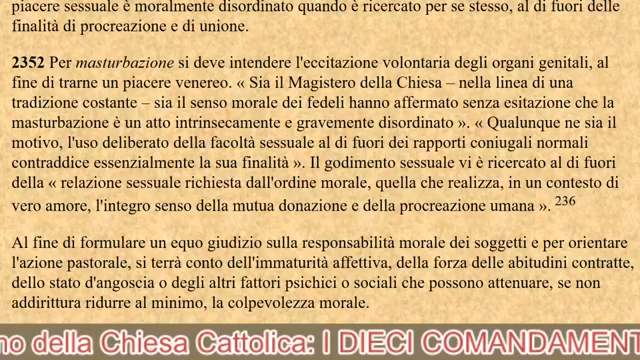 piacere sessuale è moralmente disordinato quando è ricercato per se stesso, al di fuori delle
finalità di procreazione e di unione.
2352 Per masturbazione si deve intendere l'eccitazione volontaria degli organi genitali, al
fine di trarne un piacere venereo. « Sia il Magistero della Chiesa – nella linea di una
tradizione costante – sia il senso morale dei fedeli hanno affermato senza esitazione che la
masturbazione è un atto intrinsecamente e gravemente disordinato ». « Qualunque ne sia il
motivo, l'uso deliberato della facoltà sessuale al di fuori dei rapporti coniugali normali
contraddice essenzialmente la sua finalità ». Il godimento sessuale vi è ricercato al di fuori
della « relazione sessuale richiesta dall'ordine morale, quella che realizza, in un contesto di
vero amore, l'integro senso della mutua donazione e della procreazione umana ». 236
Al fine di formulare un equo giudizio sulla responsabilità morale dei soggetti e per orientare
l'azione pastorale, si terrà conto dell'immaturità affettiva, della forza delle abitudini contratte,
dello stato d'angoscia o degli altri fattori psichici o sociali che possono attenuare, se non
addirittura ridurre al minimo, la colpevolezza morale.
no della Chiesa Cattolica: I DIECI COMANDAMENT